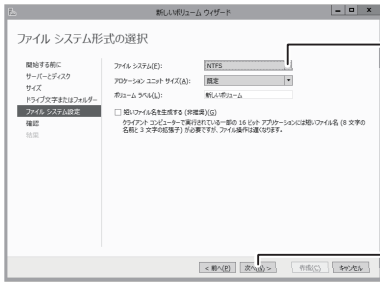 新しいボリューム ウィザード
ファイル システム形式の選択
開始する前に
サーバーとディスク
サイズ
ドライブ文字またはフォルダー
ファイル システム設定
確認
結果
ファイル システム(F): NTFS
アロケーション ユニット サイズ(A): 既定
ボリューム ラベル(L): 新しいボリューム
短いファイル名を生成する (非推奨)(G)
クライアント コンピューターで実行されている一部の 16 ビット アプリケーションには短いファイル名 (8 文字の
名前と 3 文字の拡張子) が必要ですが、ファイル操作は遅くなります。
< 前へ(P) 次へ(N) > 作成(C) キャンセル